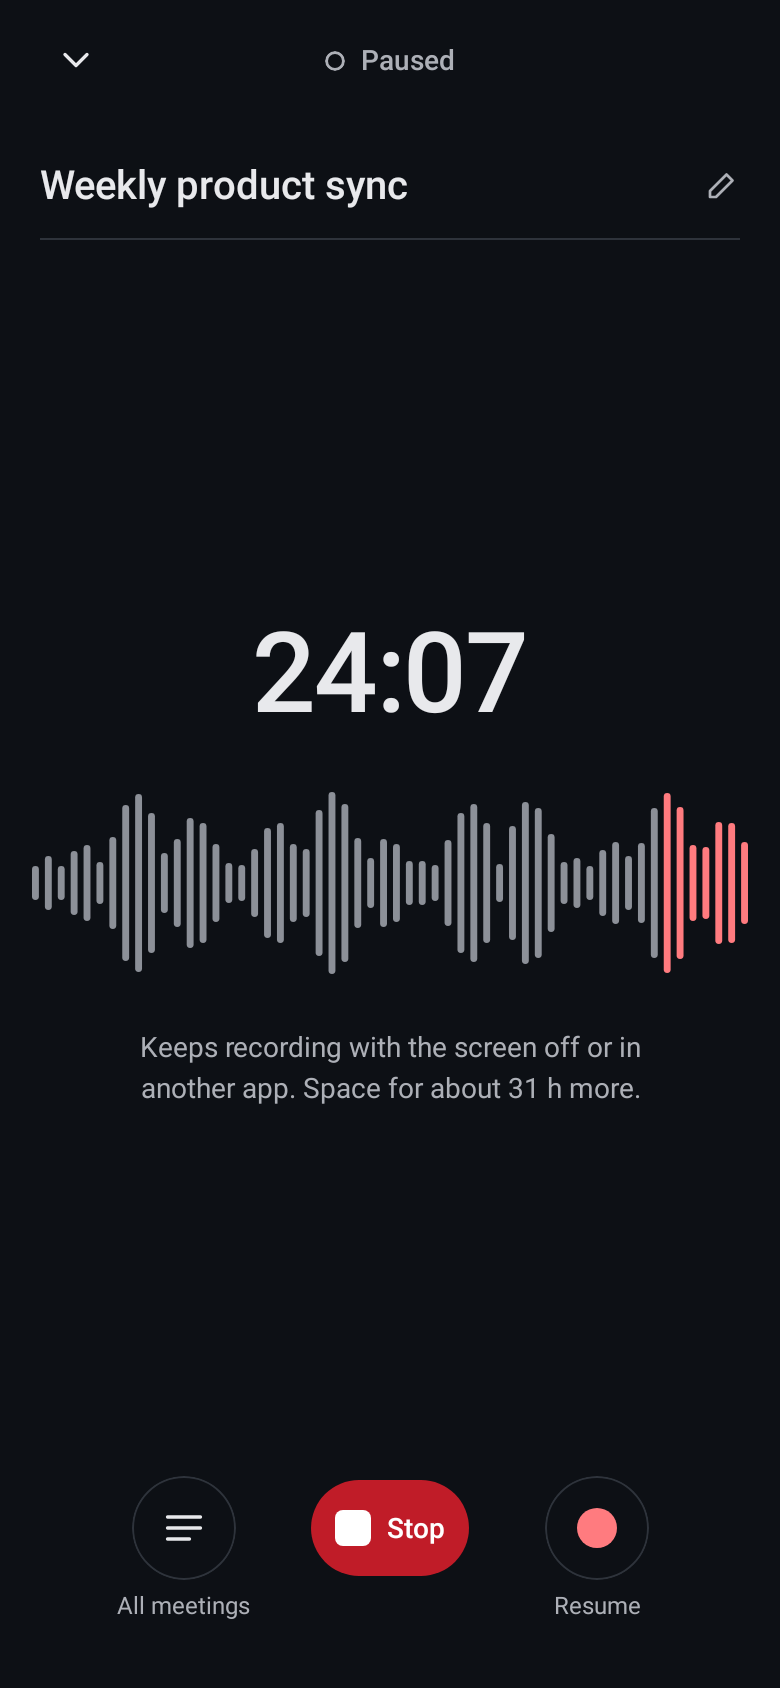 Paused
Weekly product sync
24:07
Keeps recording with the screen off or in
another app. Space for about 31 h more.
Stop
All meetings
Resume